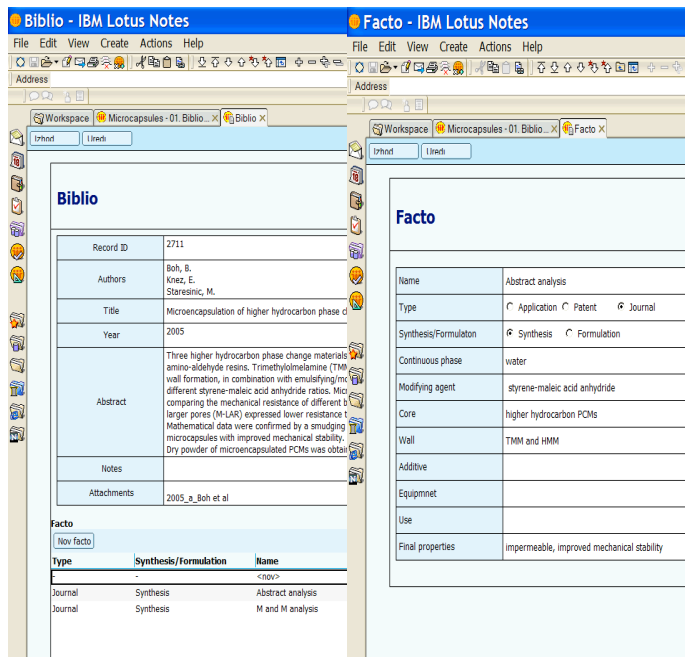 Biblio - IBM Lotus Notes
File Edit View Create Actions Help
Address
Workspace Microcapsules - 01. Biblio... X Biblio X
Izhod Uredi
Biblio
Record ID 2711
Authors Boh, B.
Knez, E.
Staresinic, M.
Title Microencapsulation of higher hydrocarbon phase
Year 2005
Abstract Three higher hydrocarbon phase change materials
amino-aldehyde resins. Trimethylolmelamine (TMM
wall formation, in combination with emulsifying/mo
different styrene-maleic acid anhydride ratios. Mic
comparing the mechanical resistance of different b
larger pores (M-LAR) expressed lower resistance t
Mathematical data were confirmed by a smudging
microcapsules with improved mechanical stability.
Dry powder of microencapsulated PCMs was obtai
Notes
Attachments 2005_a_Boh et al
Facto
Nov facto
Type Synthesis/Formulation Name
- - <nov>
Journal Synthesis Abstract analysis
Journal Synthesis M and M analysis
Facto - IBM Lotus Notes
File Edit View Create Actions Help
Address
Workspace Microcapsules - 01. Biblio... X Facto X
Izhod Uredi
Facto
Name Abstract analysis
Type Application Patent Journal
Synthesis/Formulaton Synthesis Formulation
Continuous phase water
Modifying agent styrene-maleic acid anhydride
Core higher hydrocarbon PCMs
Wall TMM and HMM
Additive
Equipmnet
Use
Final properties impermeable, improved mechanical stability